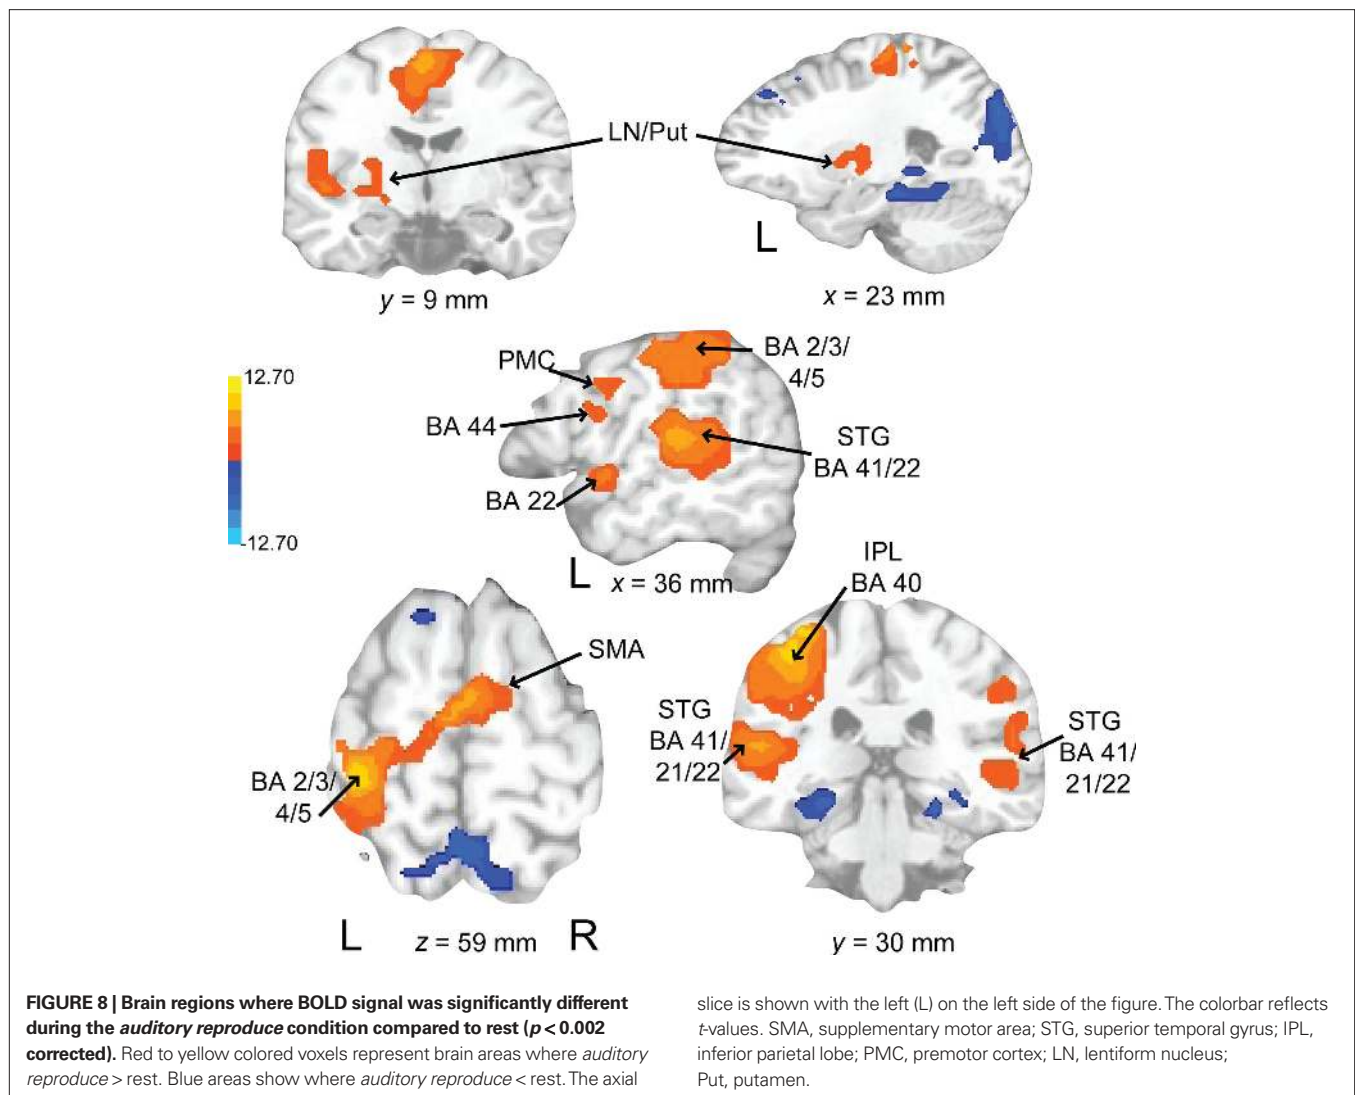 LN/Put
L
y = 9 mm
x = 23 mm
PMC
BA 2/3/
4/5
BA 44
STG
BA 41/22
BA 22
12.70
-12.70
L x = 36 mm
IPL
BA 40
SMA
STG
BA 41/
21/22
STG
BA 41/
21/22
BA 2/3/
4/5
L z = 59 mm R
y = 30 mm
FIGURE 8 | Brain regions where BOLD signal was significantly different
during the auditory reproduce condition compared to rest (p < 0.002
corrected). Red to yellow colored voxels represent brain areas where auditory
reproduce > rest. Blue areas show where auditory reproduce < rest. The axial
slice is shown with the left (L) on the left side of the figure. The colorbar reflects
t-values. SMA, supplementary motor area; STG, superior temporal gyrus; IPL,
inferior parietal lobe; PMC, premotor cortex; LN, lentiform nucleus;
Put, putamen.